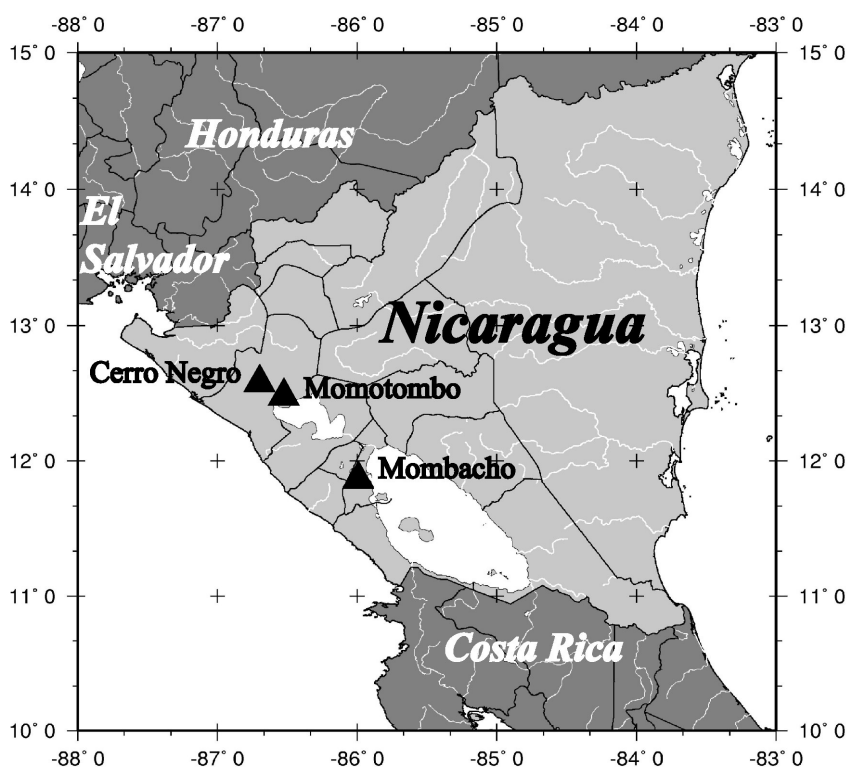 -88° 0' -87° 0' -86° 0' -85° 0' -84° 0' -83° 0'
15° 0' 15° 0'
Honduras
14° 0' 14° 0'
El
Salvador
13° 0' Nicaragua 13° 0'
Cerro Negro Momotombo
12° 0' Mombacho 12° 0'
11° 0' 11° 0'
Costa Rica
10° 0' 10° 0'
-88° 0' -87° 0' -86° 0' -85° 0' -84° 0' -83° 0'